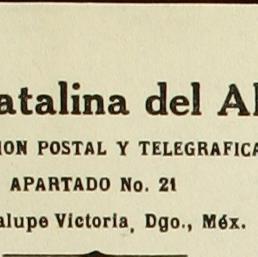 atalina del Al
ION POSTAL Y TELEGRAFICA
APARTADO No. 21
alupe Victoria, Dgo., Méx.